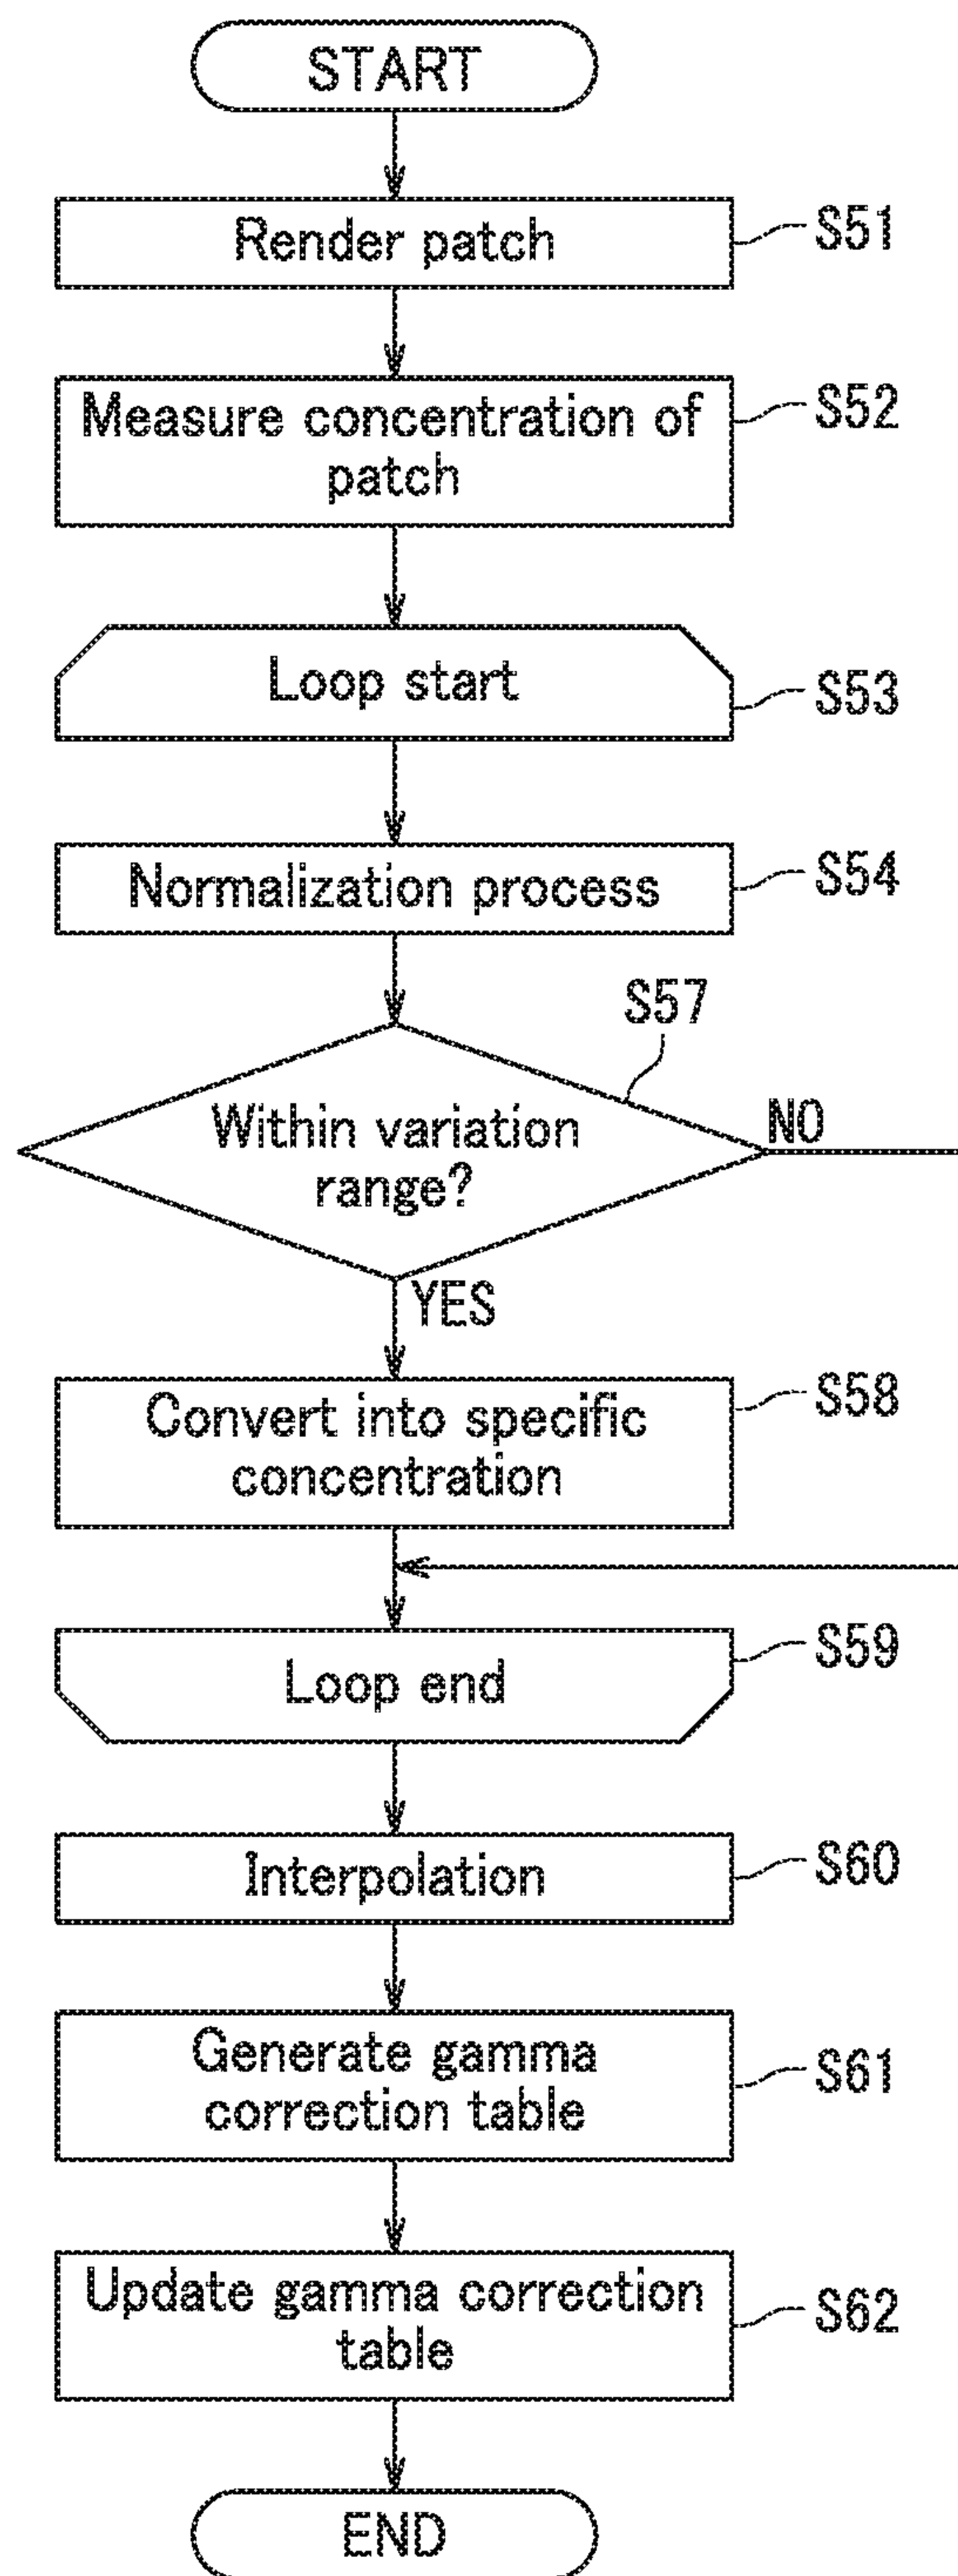 START
Render patch
S51
Measure concentration of
patch
S52
Loop start
S53
Normalization process
S54
S57
Within variation
range?
NO
YES
Convert into specific
concentration
S58
Loop end
S59
Interpolation
S60
Generate gamma
correction table
S61
Update gamma correction
table
S62
END